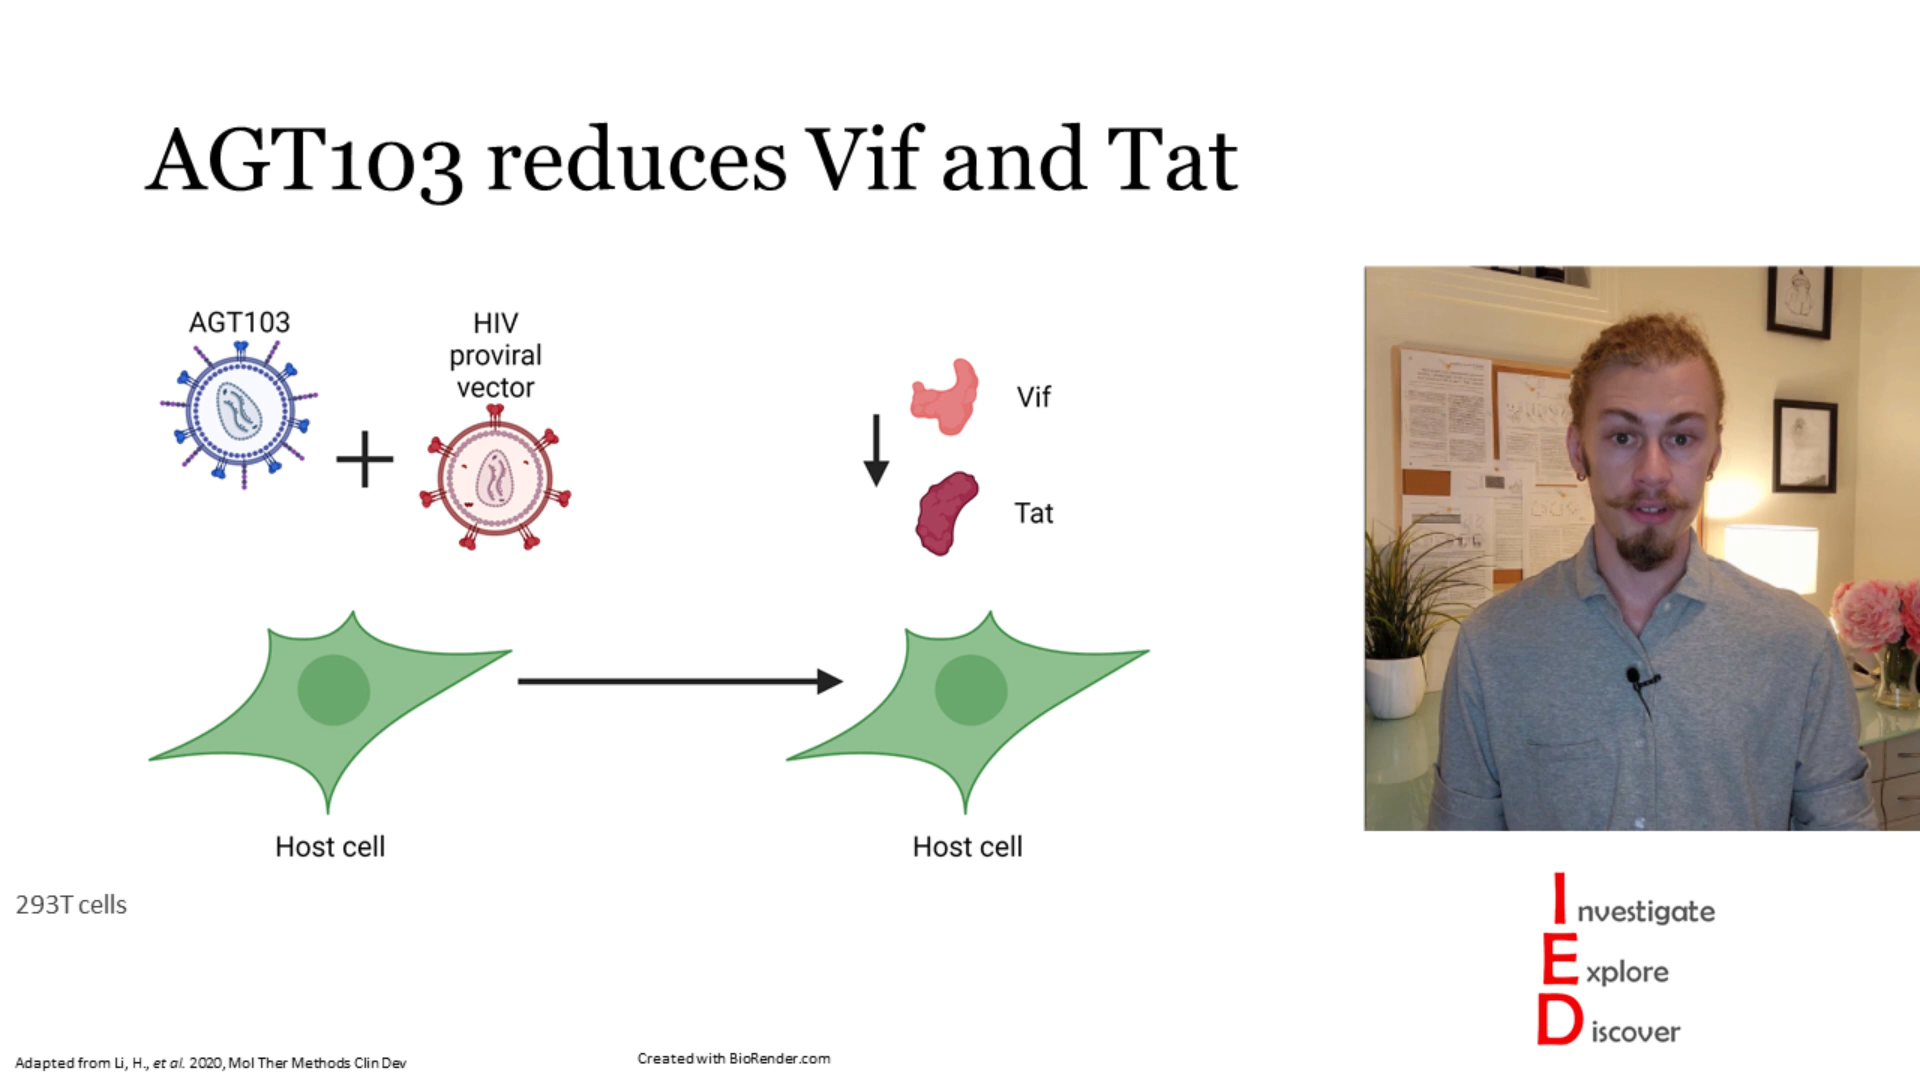 AGT103 reduces Vif and Tat
AGT103
HIV
proviral
vector
Vif
Tat
Host cell
Host cell
293T cells
Investigate
Explore
Discover
Adapted from Li, H., et al. 2020, Mol Ther Methods Clin Dev
Created with BioRender.com